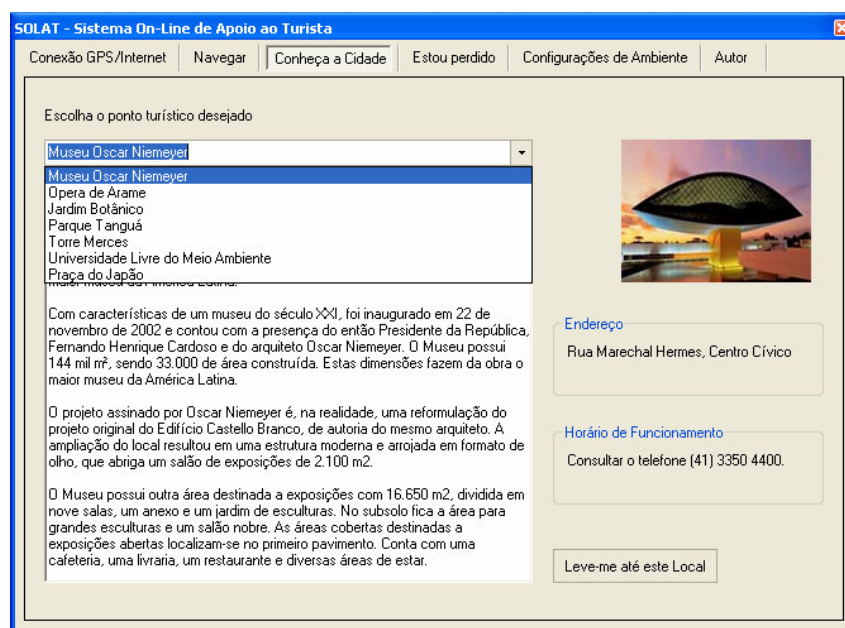 SOLAT - Sistema On-Line de Apoio ao Turista
Conexão GPS/Internet
Navegar
Conheça a Cidade
Estou perdido
Configurações de Ambiente
Autor
Escolha o ponto turístico desejado
Museu Oscar Niemeyer
Museu Oscar Niemeyer
Opera de Arame
Jardim Botânico
Parque Tanguá
Torre Merces
Universidade Livre do Meio Ambiente
Praça do Japão
Com características de um museu do século XXI, foi inaugurado em 22 de
novembro de 2002 e contou com a presença do então Presidente da República,
Fernando Henrique Cardoso e do arquiteto Oscar Niemeyer. O Museu possui
144 mil m², sendo 33.000 de área construída. Estas dimensões fazem da obra o
maior museu da América Latina.
O projeto assinado por Oscar Niemeyer é, na realidade, uma reformulação do
projeto original do Edifício Castello Branco, de autoria do mesmo arquiteto. A
ampliação do local resultou em uma estrutura moderna e arrojada em formato de
olho, que abriga um salão de exposições de 2.100 m2.
O Museu possui outra área destinada a exposições com 16.650 m2, dividida em
nove salas, um anexo e um jardim de esculturas. No subsolo fica a área para
grandes esculturas e um salão nobre. As áreas cobertas destinadas a
exposições abertas localizam-se no primeiro pavimento. Conta com uma
cafeteria, uma livraria, um restaurante e diversas áreas de estar.
Endereço
Rua Marechal Hermes, Centro Cívico
Horário de Funcionamento
Consultar o telefone (41) 3350 4400.
Leve-me até este Local